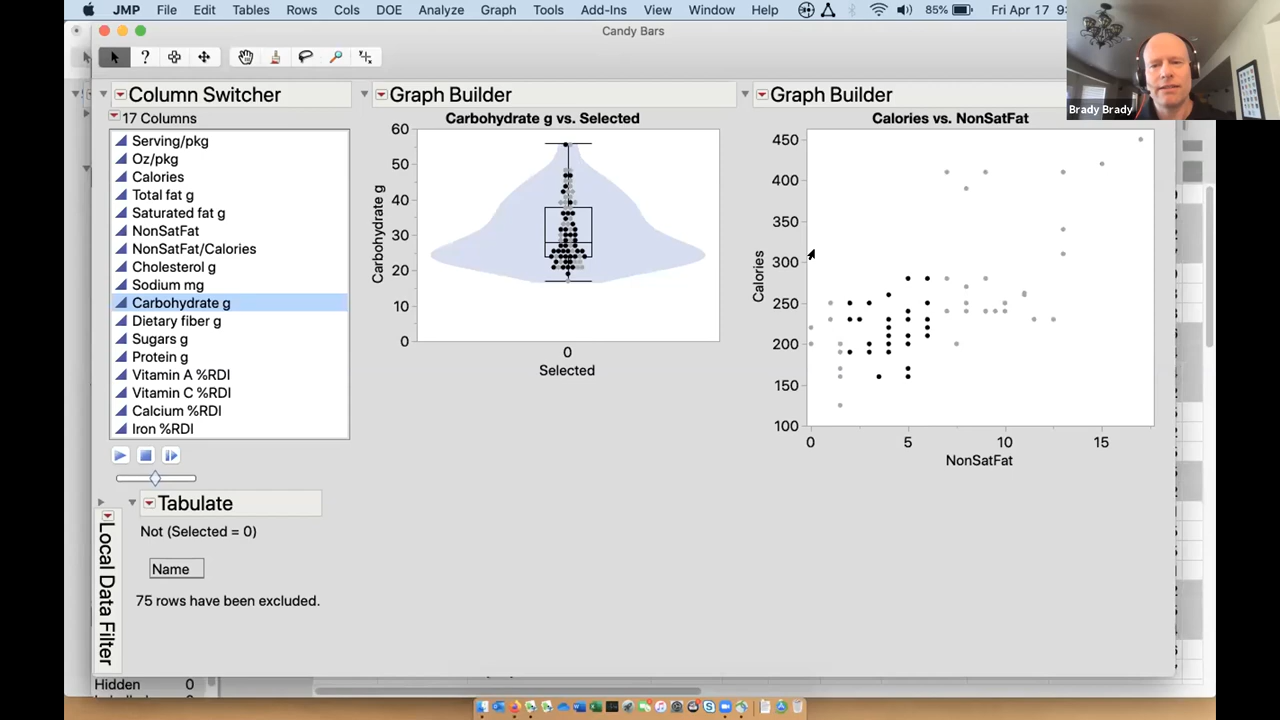 JMP File Edit Tables Rows Cols DOE Analyze Graph Tools Add-Ins View Window Help 85% Fri Apr 17
Candy Bars
Brady Brady
Column Switcher
17 Columns
Serving/pkg
Oz/pkg
Calories
Total fat g
Saturated fat g
NonSatFat
NonSatFat/Calories
Cholesterol g
Sodium mg
Carbohydrate g
Dietary fiber g
Sugars g
Protein g
Vitamin A %RDI
Vitamin C %RDI
Calcium %RDI
Iron %RDI
Graph Builder
Carbohydrate g vs. Selected
Carbohydrate g
60
50
40
30
20
10
0
0
Selected
Graph Builder
Calories vs. NonSatFat
Calories
450
400
350
300
250
200
150
100
0 5 10 15
NonSatFat
Tabulate
Not (Selected = 0)
Name
75 rows have been excluded.
Local Data Filter
Hidden 0